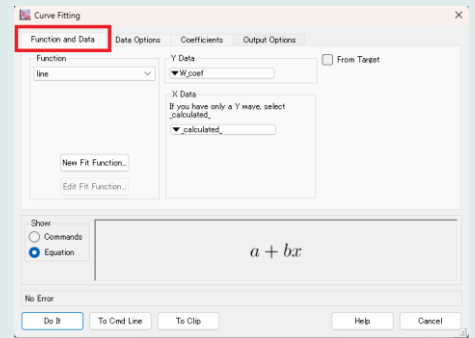 Curve Fitting
Function and Data
Data Options
Coefficients
Output Options
Function
line
New Fit Function...
Edit Fit Function...
Y Data
W_coef
X Data
If you have only a Y wave, select
_calculated_
_calculated_
From Target
Show
Commands
Equation
a + bx
No Error
Do It
To Cmd Line
To Clip
Help
Cancel